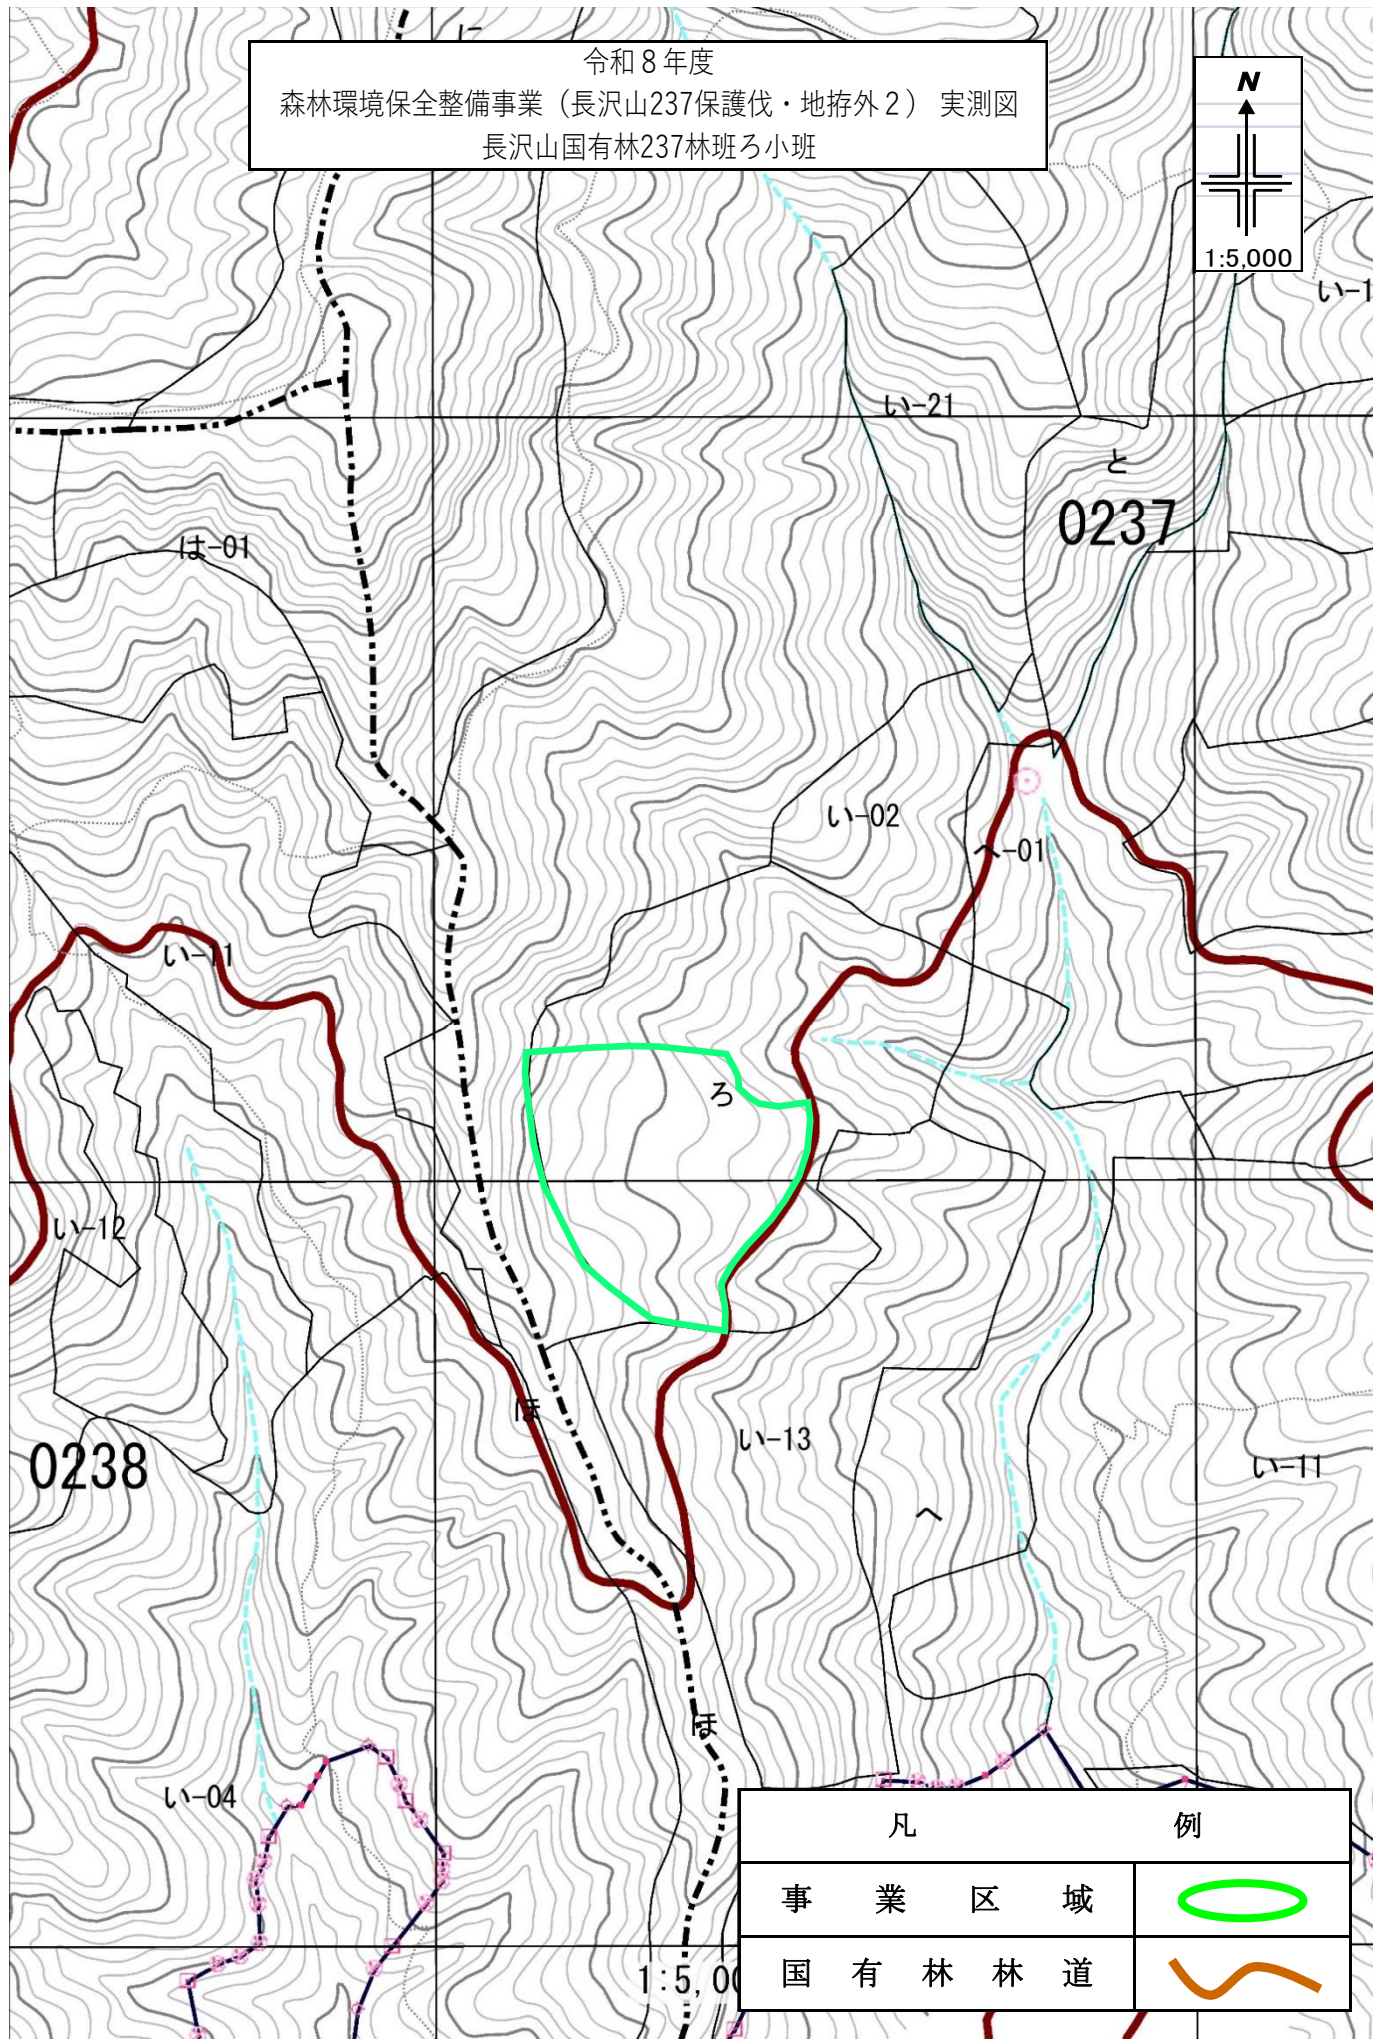 に
令和８年度
森林環境保全整備事業（長沢山237保護伐・地拵外２） 実測図
長沢山国有林237林班ろ小班
N
1:5,000
い-1
い-21
と
0237
は-01
い-02
へ-01
い-11
ろ
い-12
ほ
い-13
0238
い-11
へ
ほ
い-04
凡　例
事業区域
国有林林道
1:5,00